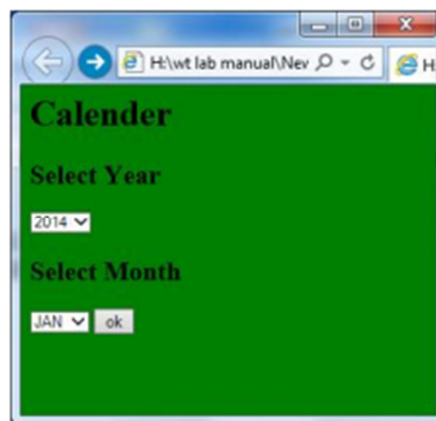 H:\wt lab manual\Nev
H:
Calender
Select Year
2014
Select Month
JAN ok